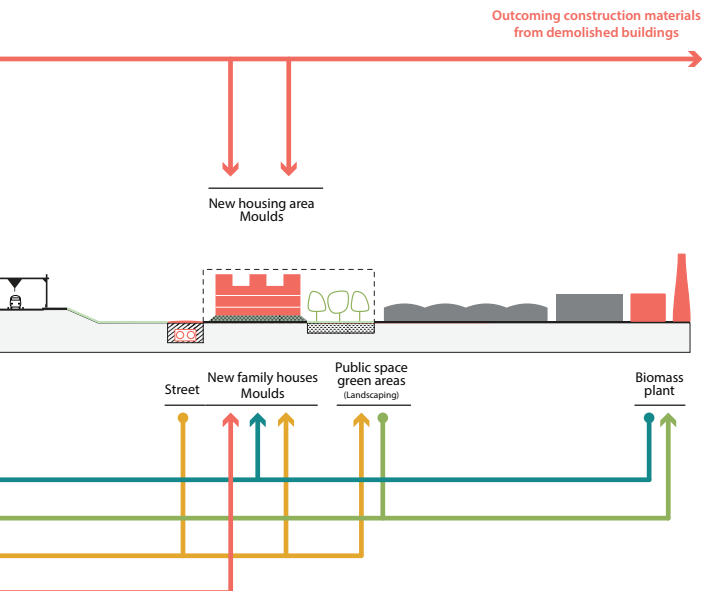 Outcoming construction materials
from demolished buildings
New housing area
Moulds
Street
New family houses
Moulds
Public space
green areas
(Landscaping)
Biomass
plant